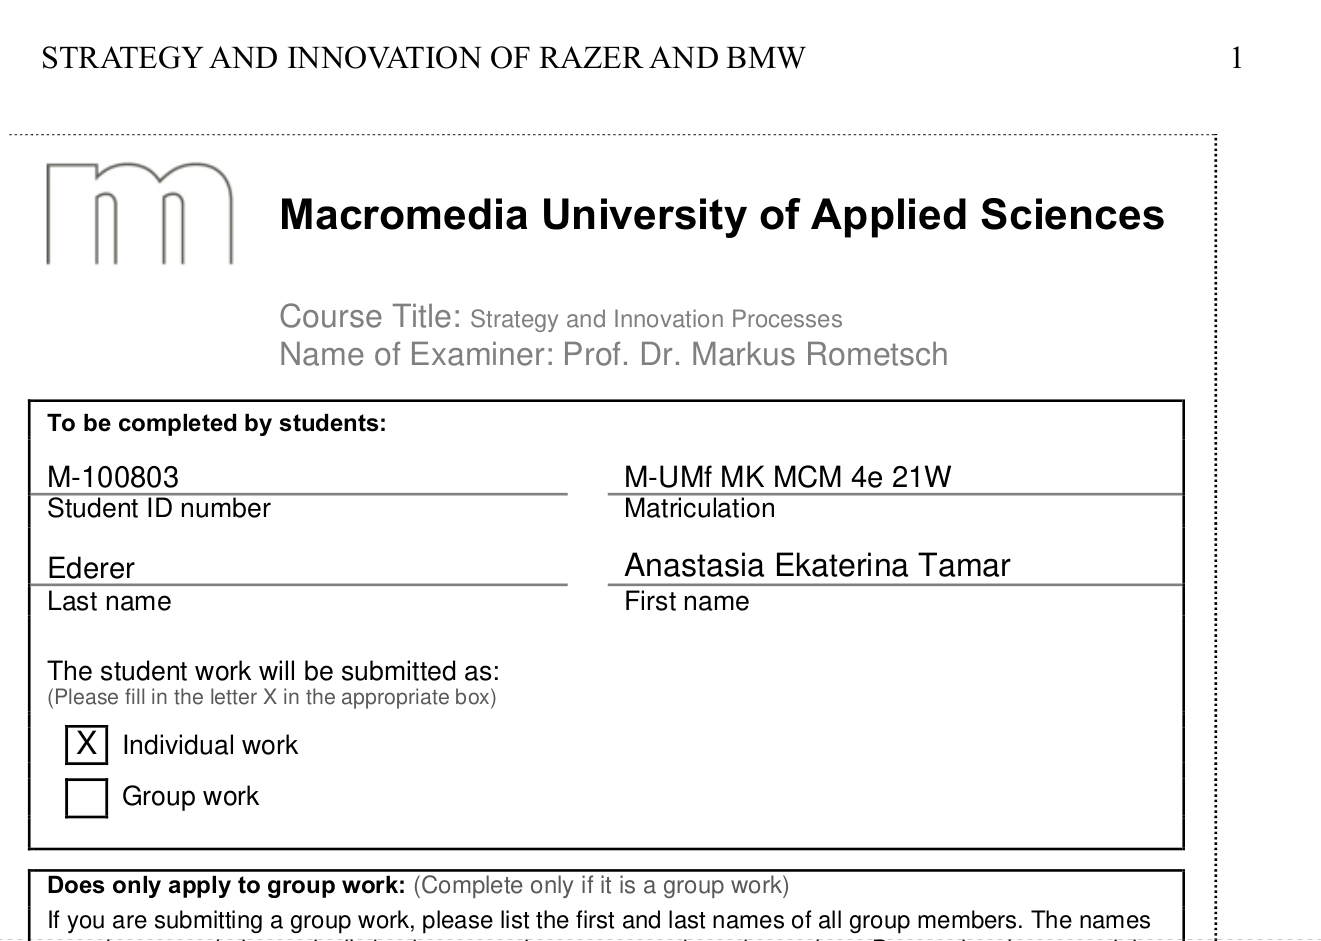 STRATEGY AND INNOVATION OF RAZER AND BMW 1
m
Macromedia University of Applied Sciences
Course Title: Strategy and Innovation Processes
Name of Examiner: Prof. Dr. Markus Rometsch
To be completed by students:
M-100803 M-UMf MK MCM 4e 21W
Student ID number Matriculation
Ederer Anastasia Ekaterina Tamar
Last name First name
The student work will be submitted as:
(Please fill in the letter X in the appropriate box)
X Individual work
Group work
Does only apply to group work: (Complete only if it is a group work)
If you are submitting a group work, please list the first and last names of all group members. The names